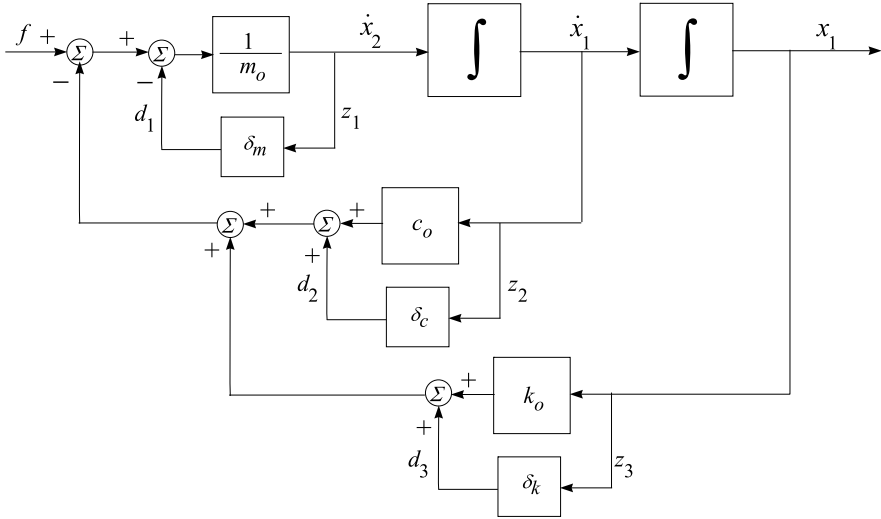 f + Σ + Σ 1/m_o ẋ_2 ∫ ẋ_1 ∫ x_1
− −
d_1 δ_m z_1
Σ + Σ + c_o
+ +
d_2 δ_c z_2
Σ + k_o
+
d_3 δ_k z_3